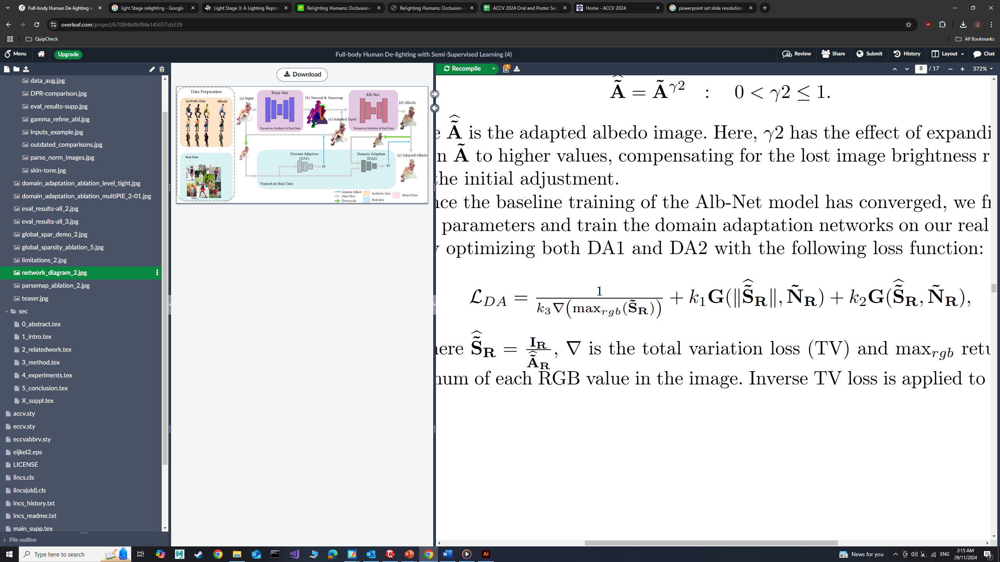 Full-body Human De-lighting w
light Stage relighting - Google
Light Stage 3: A Lighting Repro
Relighting Humans: Occlusion-
Relighting Humans: Occlusion-
ACCV 2024 Oral and Poster Ses
Home - ACCV 2024
powerpoint set slide resolution
overleaf.com/project/6708f4b8bf94e145057cb339
J
QuipCheck
All Bookmarks
Menu
Upgrade
Full-body Human De-lighting with Semi-Supervised Learning (4)
Review
Share
Submit
History
Layout
Chat
data_aug.jpg
DPR-comparison.jpg
eval_results-supp.jpg
gamma_refine_abl.jpg
Inputs_example.jpg
outdated_comparisons.jpg
parse_norm_images.jpg
skin-tone.jpg
domain_adaptation_ablation_level_tight.jpg
domain_adaptation_ablation_multiPIE_2-01.jpg
eval_results-all_2.jpg
eval_results-all_3.jpg
global_spar_demo_2.jpg
global_sparsity_ablation_5.jpg
limitations_2.jpg
network_diagram_2.jpg
parsemap_ablation_2.jpg
teaser.jpg
sec
0_abstract.tex
1_intro.tex
2_relatedwork.tex
3_method.tex
4_experiments.tex
5_conclusion.tex
X_suppl.tex
accv.sty
eccv.sty
eccvabbrv.sty
eijkel2.eps
LICENSE
llncs.cls
llncs(old).cls
lncs_history.txt
lncs_readme.txt
main_supp.tex
File outline
Download
Data Preparation
Synthetic Data
Albedo
Real Data
(a) Input
Prior-Net
Trained on Synthetic & Real Data
(b) Normal & Parsemap
(c) Adapted Input
Alb-Net
Trained on Synthetic & Real Data
(d) Albedo
(e) Adapted Albedo
Domain Adaption
(DA1)
γ1
Domain Adaption
(DA2)
γ2
Trained on Real Data
Gamma Adjust
Data Flow
Downscale
Synthetic data
Real data
Mixed Data
Recompile
3
8 / 17
372%
$\widehat{\tilde{\mathbf{A}}} = \tilde{\mathbf{A}}^{\gamma 2} \quad : \quad 0 < \gamma 2 \leq 1.$
e $\widehat{\tilde{\mathbf{A}}}$ is the adapted albedo image. Here, γ2 has the effect of expandi
n $\tilde{\mathbf{A}}$ to higher values, compensating for the lost image brightness r
the initial adjustment.
nce the baseline training of the Alb-Net model has converged, we fr
parameters and train the domain adaptation networks on our real
y optimizing both DA1 and DA2 with the following loss function:
$\mathcal{L}_{DA} = \frac{1}{k_3 \nabla(\max_{rgb}(\tilde{\mathbf{S}}_{\mathbf{R}}))} + k_1 \mathbf{G}(\|\widehat{\tilde{\mathbf{S}}}_{\mathbf{R}}\|, \tilde{\mathbf{N}}_{\mathbf{R}}) + k_2 \mathbf{G}(\widehat{\tilde{\mathbf{S}}}_{\mathbf{R}}, \tilde{\mathbf{N}}_{\mathbf{R}}),$
here $\widehat{\tilde{\mathbf{S}}}_{\mathbf{R}} = \frac{\mathbf{I}_{\mathbf{R}}}{\widehat{\tilde{\mathbf{A}}}_{\mathbf{R}}}$, ∇ is the total variation loss (TV) and max$_{rgb}$ retu
num of each RGB value in the image. Inverse TV loss is applied to
Type here to search
News for you
ENG
2:15 AM
29/11/2024
7